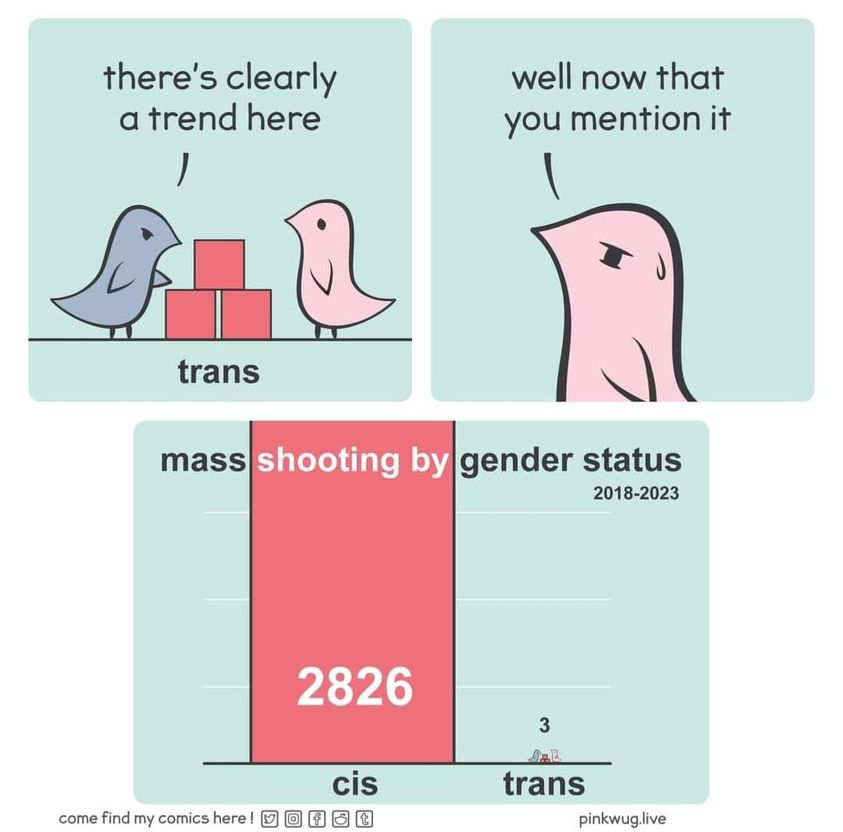 there's clearly
a trend here
trans
well now that
you mention it
mass shooting by gender status
2018-2023
2826
3
cis
trans
come find my comics here!
pinkwug.live